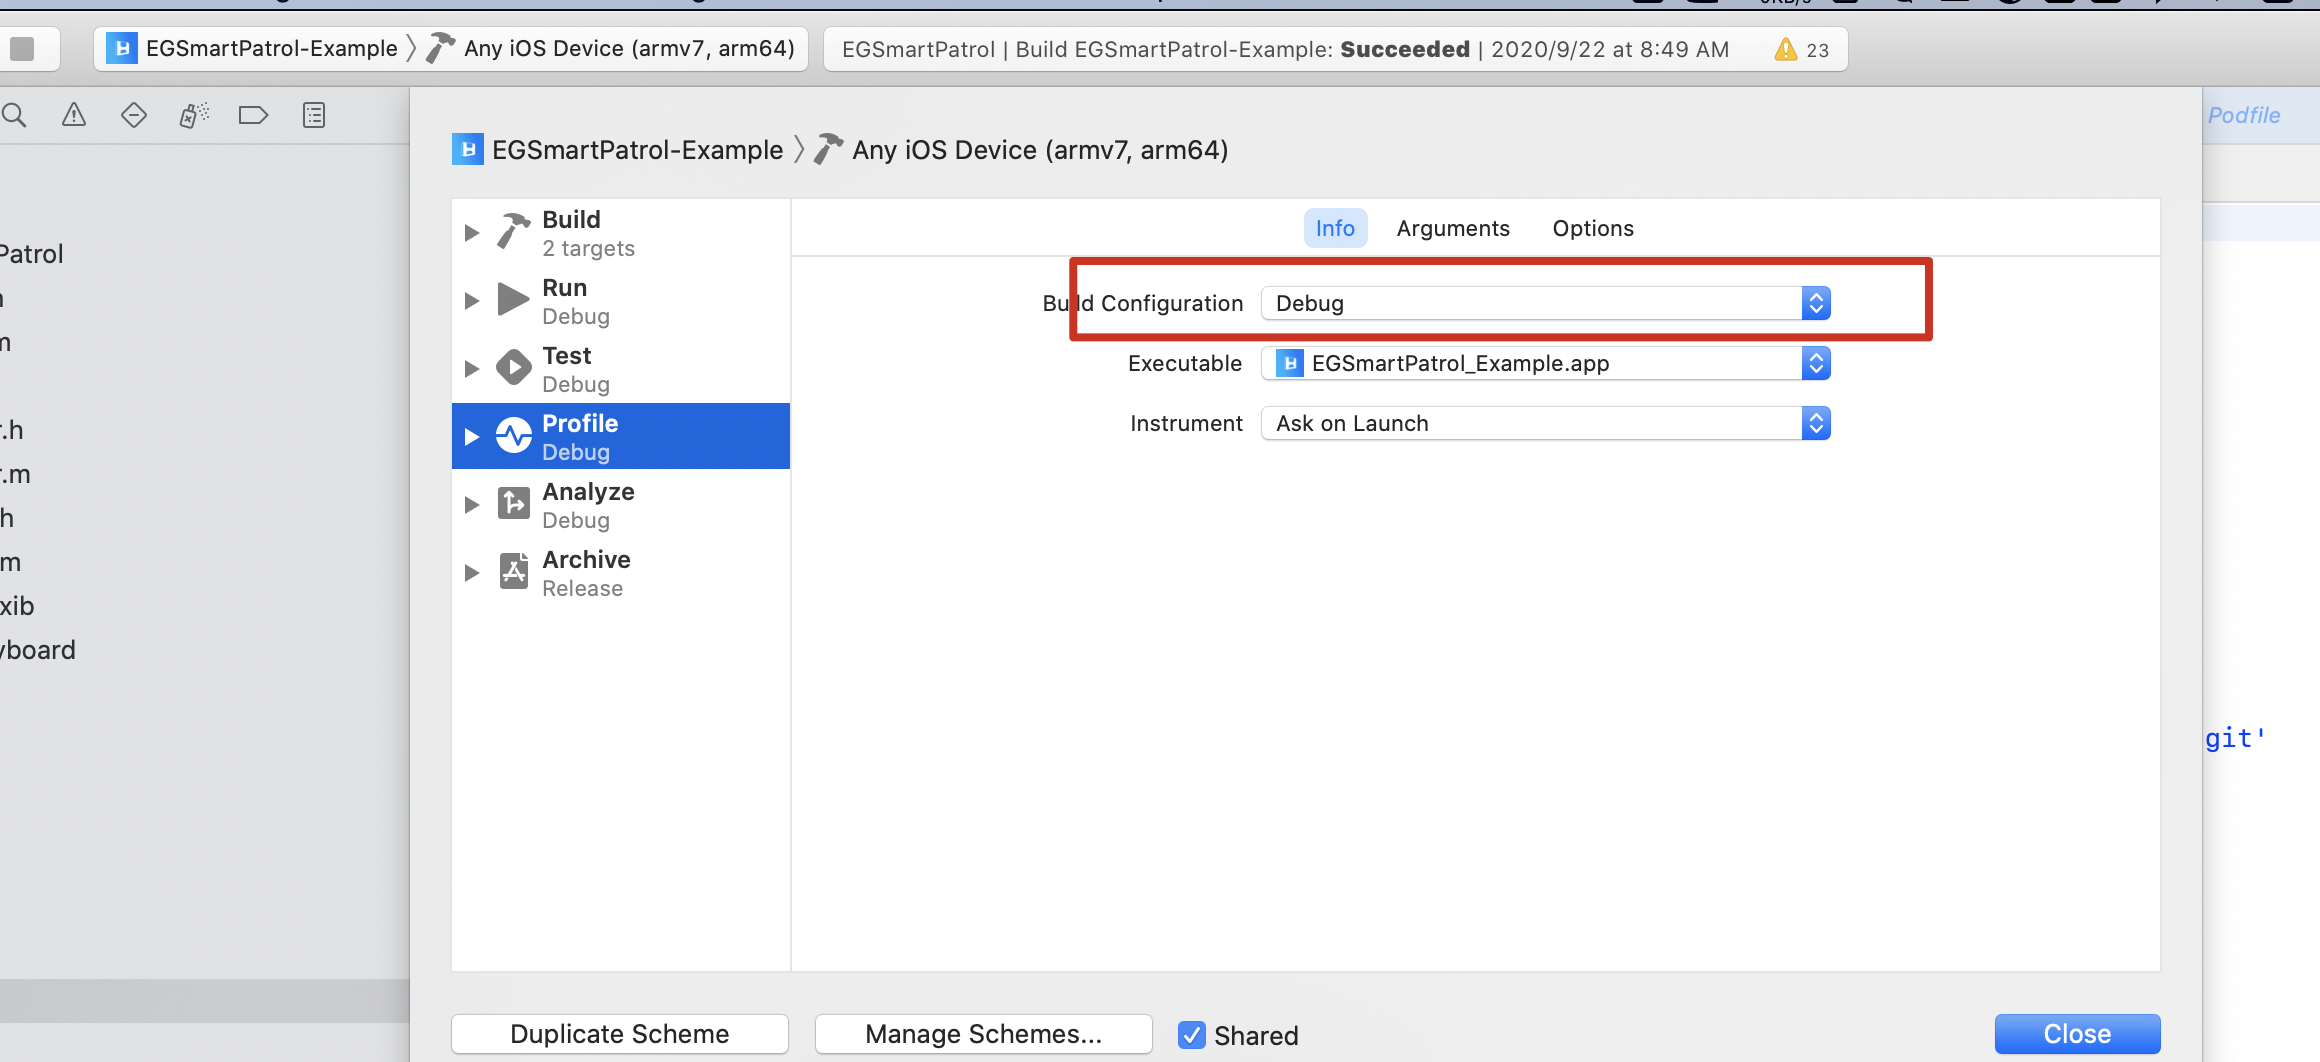 EGSmartPatrol-Example
Any iOS Device (armv7, arm64)
EGSmartPatrol | Build EGSmartPatrol-Example: Succeeded | 2020/9/22 at 8:49 AM
23
Podfile
EGSmartPatrol-Example
Any iOS Device (armv7, arm64)
Patrol
m
.h
.m
h
m
xib
yboard
Build
2 targets
Run
Debug
Test
Debug
Profile
Debug
Analyze
Debug
Archive
Release
Info
Arguments
Options
Build Configuration
Debug
Executable
EGSmartPatrol_Example.app
Instrument
Ask on Launch
git'
Duplicate Scheme
Manage Schemes...
Shared
Close